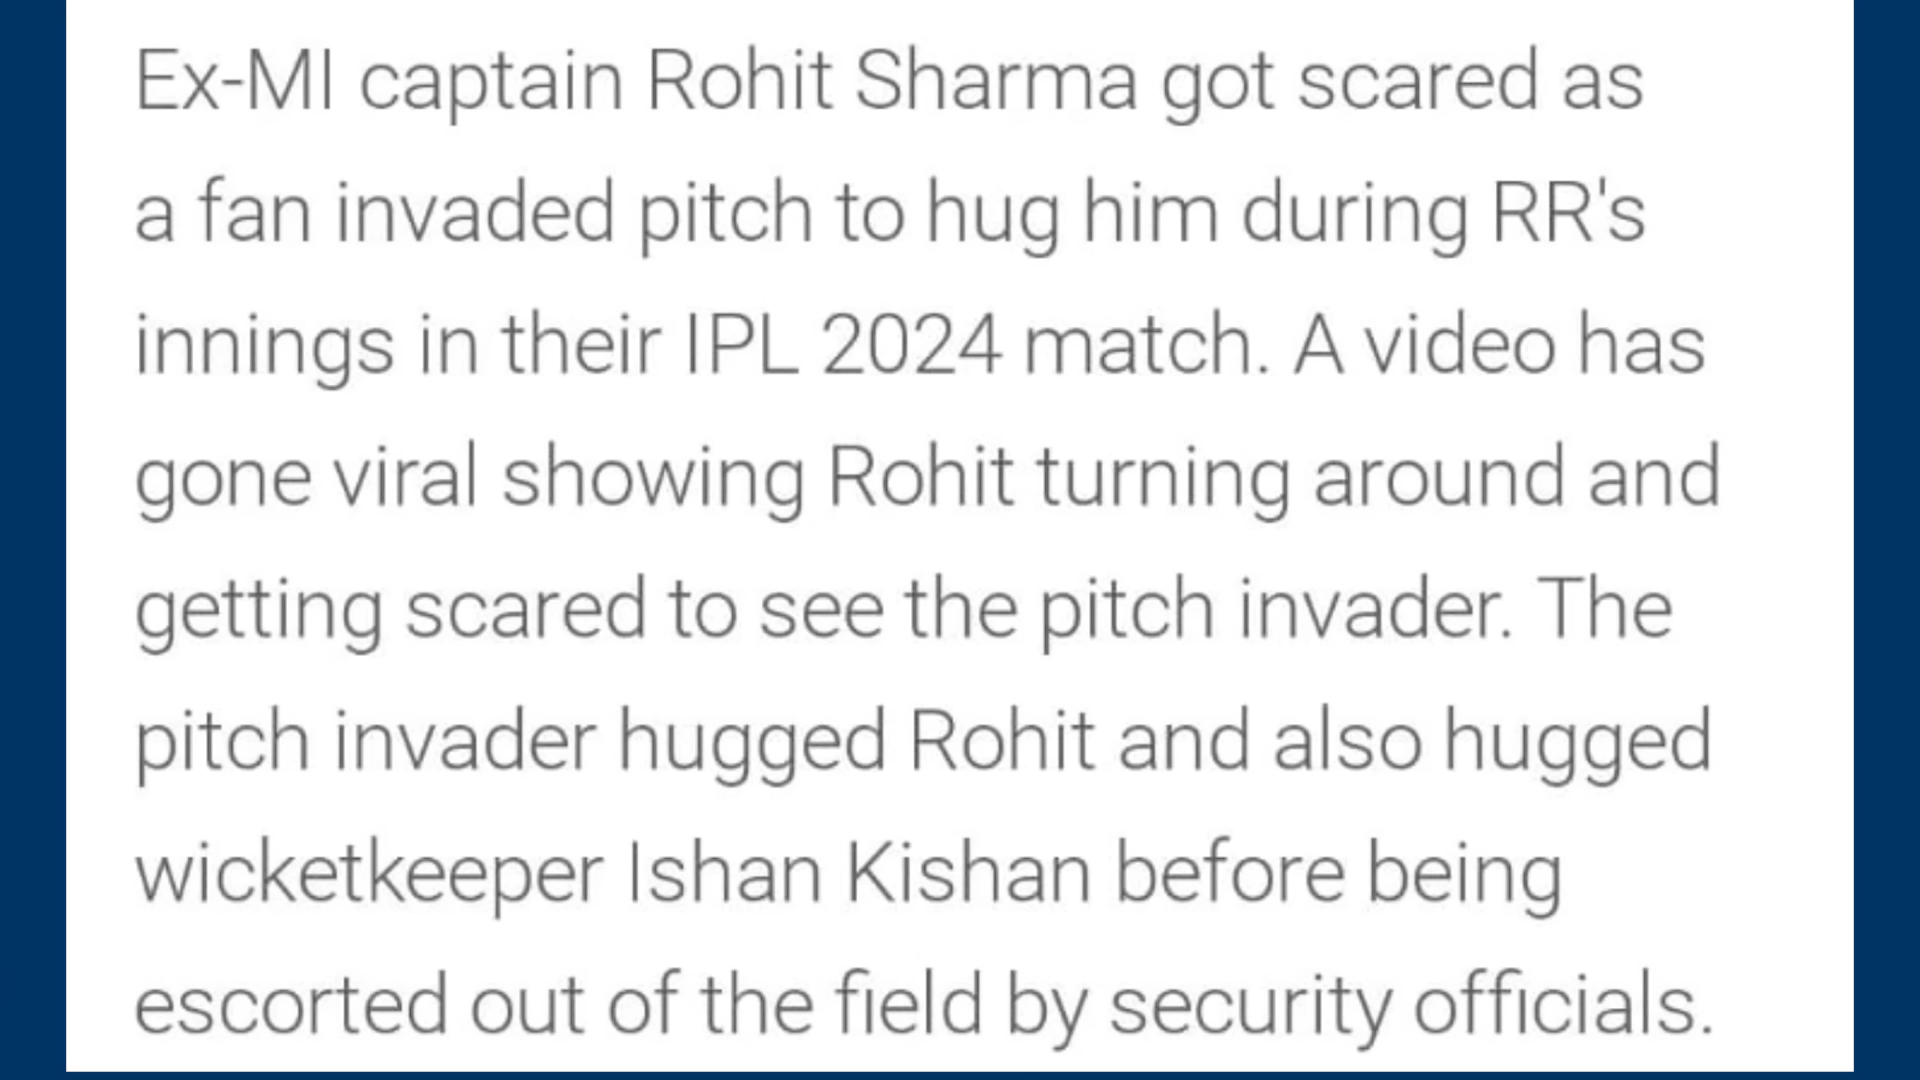 Ex-MI captain Rohit Sharma got scared as
a fan invaded pitch to hug him during RR's
innings in their IPL 2024 match. A video has
gone viral showing Rohit turning around and
getting scared to see the pitch invader. The
pitch invader hugged Rohit and also hugged
wicketkeeper Ishan Kishan before being
escorted out of the field by security officials.